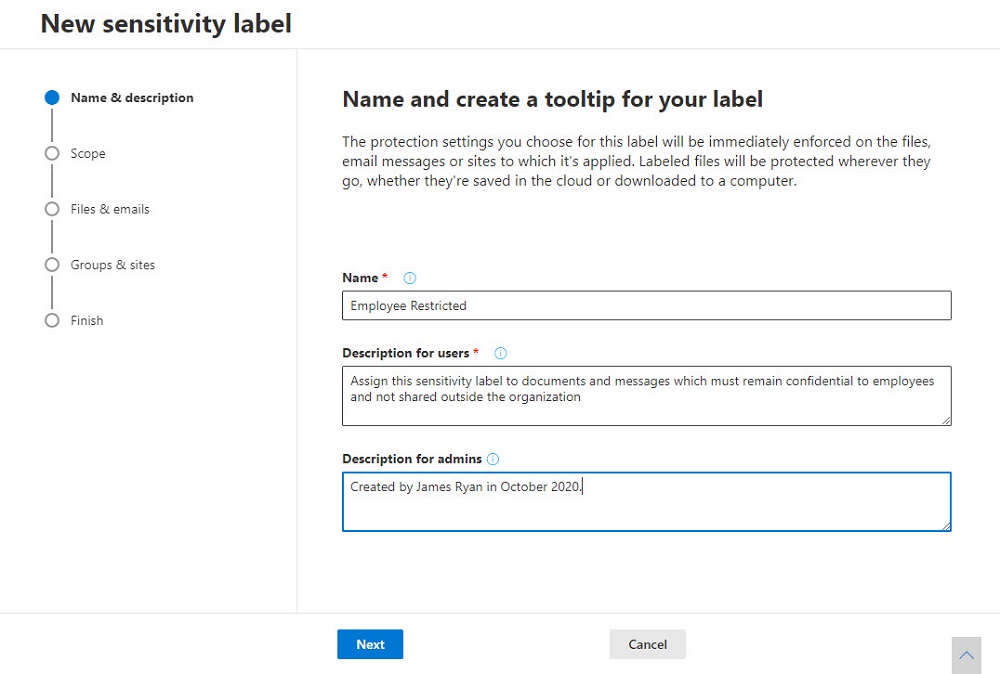 New sensitivity label
Name & description
Scope
Files & emails
Groups & sites
Finish
Name and create a tooltip for your label
The protection settings you choose for this label will be immediately enforced on the files,
email messages or sites to which it's applied. Labeled files will be protected wherever they
go, whether they're saved in the cloud or downloaded to a computer.
Name *
Employee Restricted
Description for users *
Assign this sensitivity label to documents and messages which must remain confidential to employees
and not shared outside the organization
Description for admins
Created by James Ryan in October 2020.
Next
Cancel